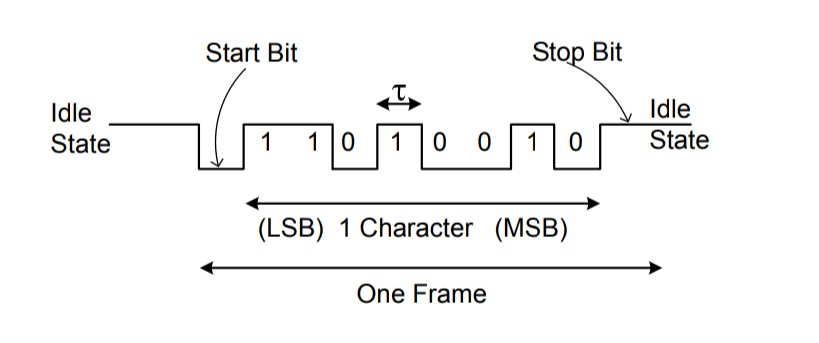 Start Bit
Stop Bit
τ
Idle
State
1 1 0 1 0 0 1 0
Idle
State
(LSB) 1 Character (MSB)
One Frame